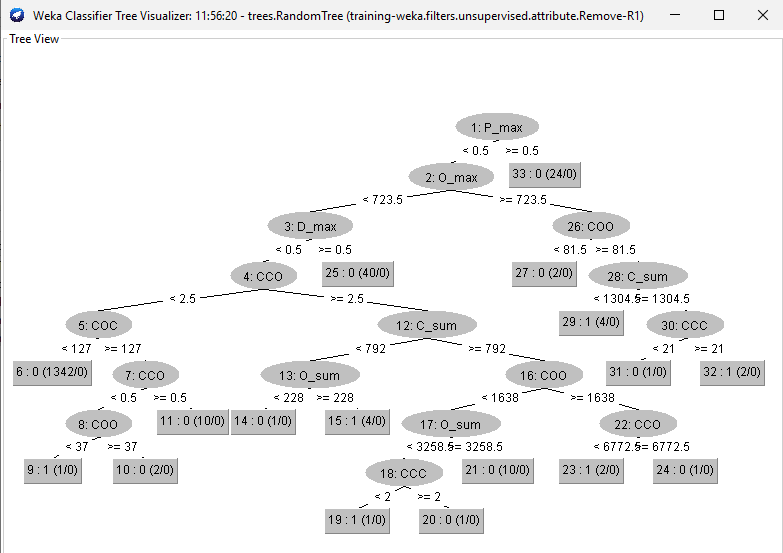 Weka Classifier Tree Visualizer: 11:56:20 - trees.RandomTree (training-weka.filters.unsupervised.attribute.Remove-R1)
Tree View
1: P_max
< 0.5 >= 0.5
2: O_max 33 : 0 (24/0)
< 723.5 >= 723.5
3: D_max 26: COO
< 0.5 >= 0.5 < 81.5 >= 81.5
4: CCO 25 : 0 (40/0) 27 : 0 (2/0) 28: C_sum
< 2.5 >= 2.5 < 1304.5 >= 1304.5
5: COC 12: C_sum 29 : 1 (4/0) 30: CCC
< 127 >= 127 < 792 >= 792 < 21 >= 21
6 : 0 (1342/0) 7: CCO 13: O_sum 16: COO 31 : 0 (1/0) 32 : 1 (2/0)
< 0.5 >= 0.5 < 228 >= 228 < 1638 >= 1638
8: COO 11 : 0 (10/0) 14 : 0 (1/0) 15 : 1 (4/0) 17: O_sum 22: CCO
< 37 >= 37 < 3258.5 >= 3258.5 < 6772.5 >= 6772.5
9 : 1 (1/0) 10 : 0 (2/0) 18: CCC 21 : 0 (10/0) 23 : 1 (2/0) 24 : 0 (1/0)
< 2 >= 2
19 : 1 (1/0) 20 : 0 (1/0)